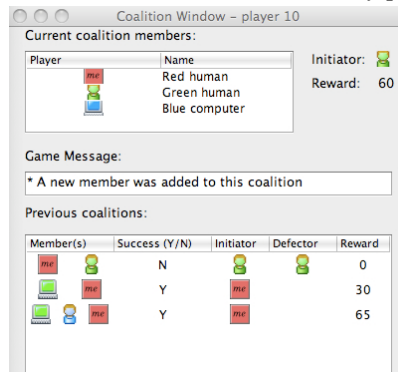 Coalition Window – player 10
Current coalition members:
Player Name
me Red human
Green human
Blue computer
Initiator:
Reward: 60
Game Message:
* A new member was added to this coalition
Previous coalitions:
Member(s) Success (Y/N) Initiator Defector Reward
me N 0
me Y me 30
me Y me 65